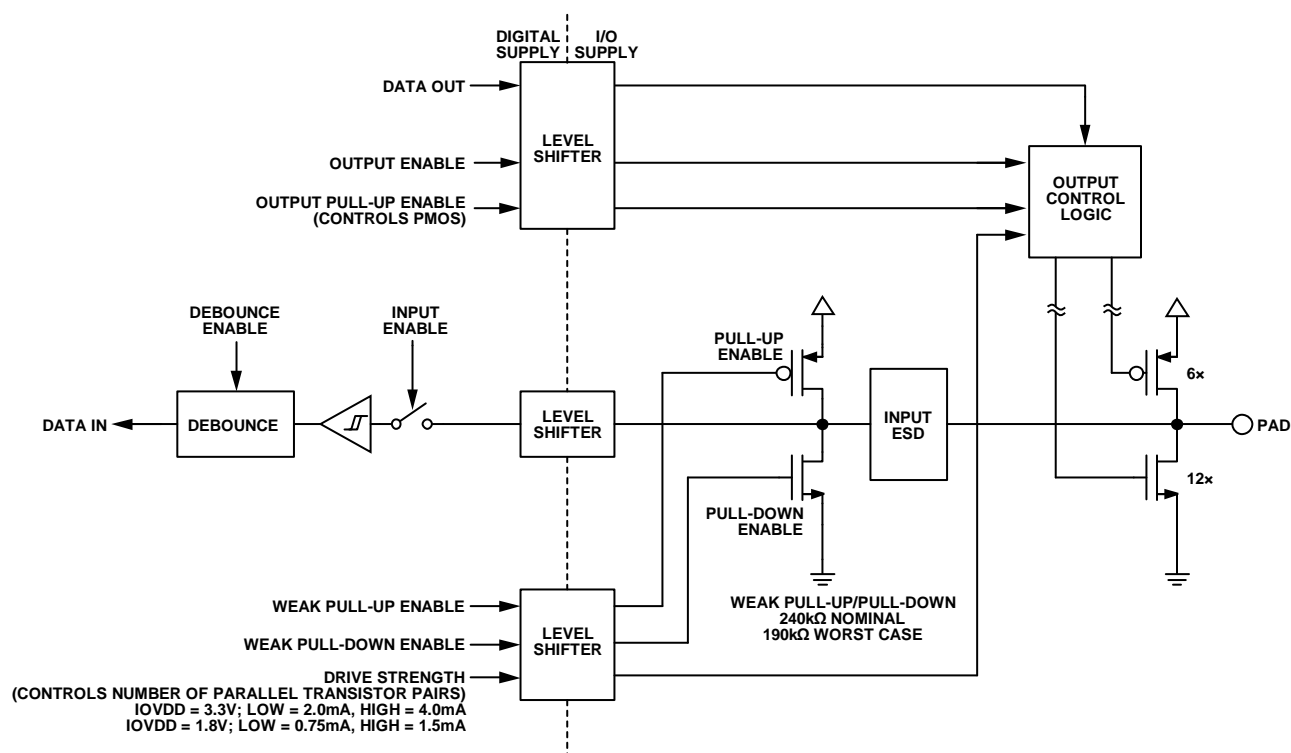 DIGITAL
SUPPLY
I/O
SUPPLY
DATA OUT
LEVEL
SHIFTER
OUTPUT ENABLE
OUTPUT PULL-UP ENABLE
(CONTROLS PMOS)
OUTPUT
CONTROL
LOGIC
DEBOUNCE
ENABLE
INPUT
ENABLE
PULL-UP
ENABLE
6×
DATA IN
DEBOUNCE
LEVEL
SHIFTER
INPUT
ESD
PAD
12×
PULL-DOWN
ENABLE
WEAK PULL-UP/PULL-DOWN
240kΩ NOMINAL
190kΩ WORST CASE
WEAK PULL-UP ENABLE
WEAK PULL-DOWN ENABLE
LEVEL
SHIFTER
DRIVE STRENGTH
(CONTROLS NUMBER OF PARALLEL TRANSISTOR PAIRS)
IOVDD = 3.3V; LOW = 2.0mA, HIGH = 4.0mA
IOVDD = 1.8V; LOW = 0.75mA, HIGH = 1.5mA